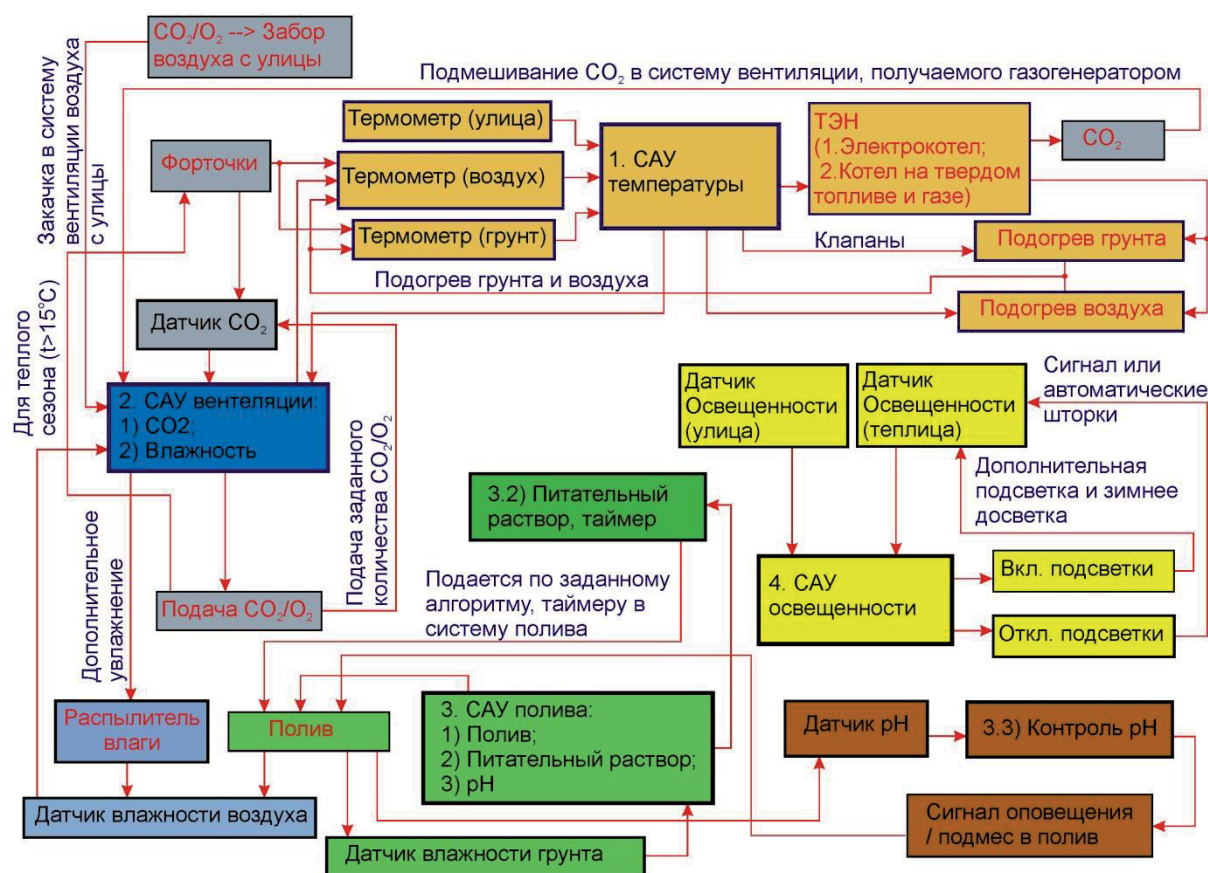 CO₂/O₂ --> Забор
воздуха с улицы
Закачка в систему
вентиляции воздуха
с улицы
Подмешивание CO₂ в систему вентиляции, получаемого газогенератором
Форточки
Термометр (улица)
Термометр (воздух)
Термометр (грунт)
1. САУ
температуры
ТЭН
(1.Электрокотел;
2.Котел на твердом
топливе и газе)
CO₂
Клапаны
Подогрев грунта
Подогрев воздуха
Подогрев грунта и воздуха
Датчик CO₂
Для теплого
сезона (t>15°C)
2. САУ вентеляции:
1) CO2;
2) Влажность
Подача заданного
количества CO₂/O₂
Подача CO₂/O₂
Дополнительное
увлажнение
Датчик
Освещенности
(улица)
Датчик
Освещенности
(теплица)
Сигнал или
автоматические
шторки
Дополнительная
подсветка и зимнее
досветка
3.2) Питательный
раствор, таймер
Подается по заданному
алгоритму, таймеру в
систему полива
4. САУ
освещенности
Вкл. подсветки
Откл. подсветки
Распылитель
влаги
Полив
3. САУ полива:
1) Полив;
2) Питательный раствор;
3) pH
Датчик pH
3.3) Контроль pH
Датчик влажности воздуха
Датчик влажности грунта
Сигнал оповещения
/ подмес в полив